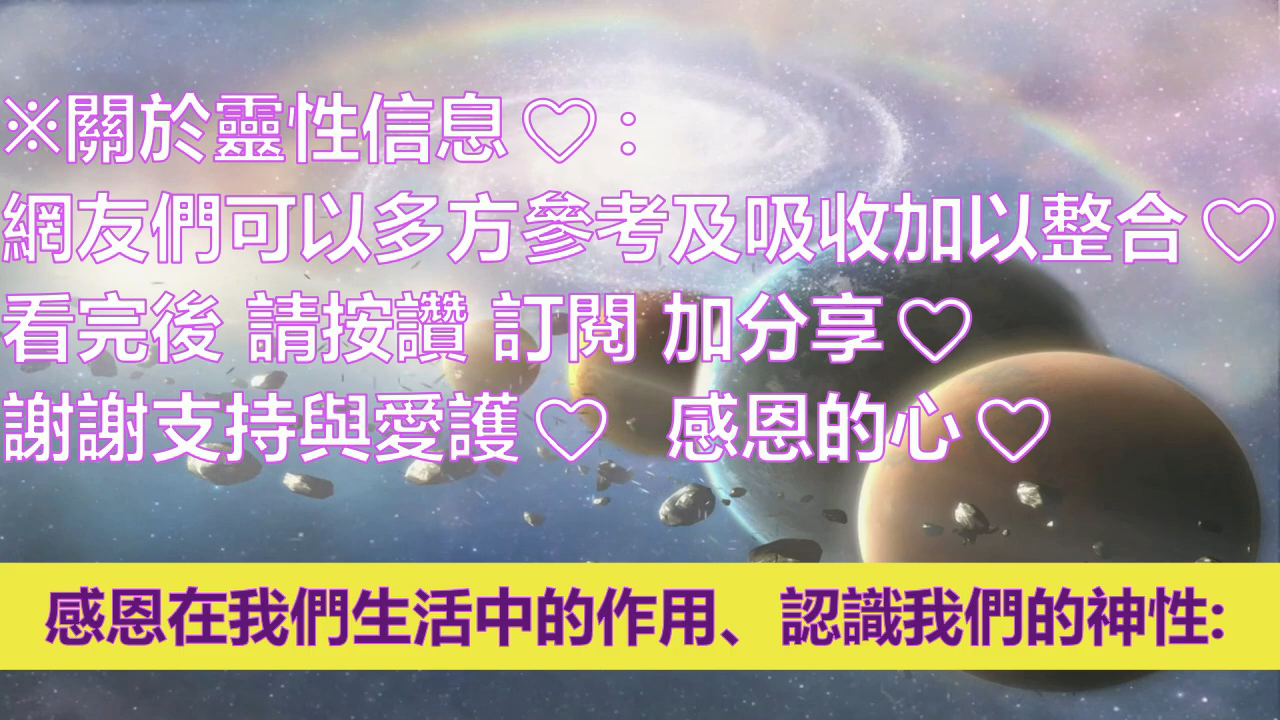 ※關於靈性信息♡:
網友們可以多方參考及吸收加以整合♡
看完後 請按讚 訂閱 加分享♡
謝謝支持與愛護♡ 感恩的心♡
感恩在我們生活中的作用、認識我們的神性: